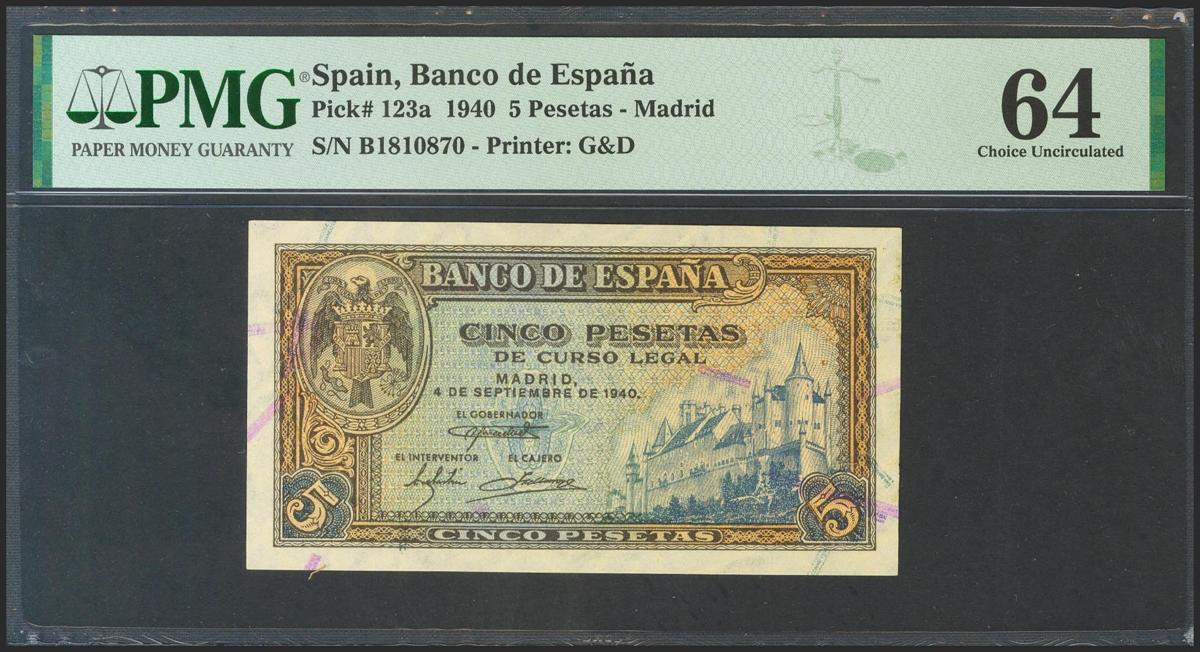 PMG®
PAPER MONEY GUARANTY
Spain, Banco de España
Pick# 123a 1940 5 Pesetas - Madrid
S/N B1810870 - Printer: G&D
64
Choice Uncirculated
BANCO DE ESPAÑA
CINCO PESETAS
DE CURSO LEGAL
MADRID,
4 DE SEPTIEMBRE DE 1940.
EL GOBERNADOR
EL INTERVENTOR EL CAJERO
5 5
CINCO PESETAS